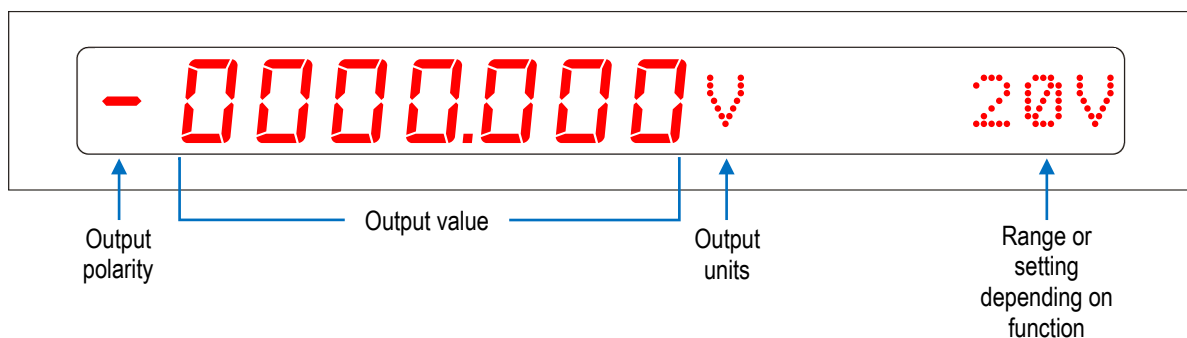 - 0000.000 V 20V
Output value
Output
polarity
Output
units
Range or
setting
depending on
function